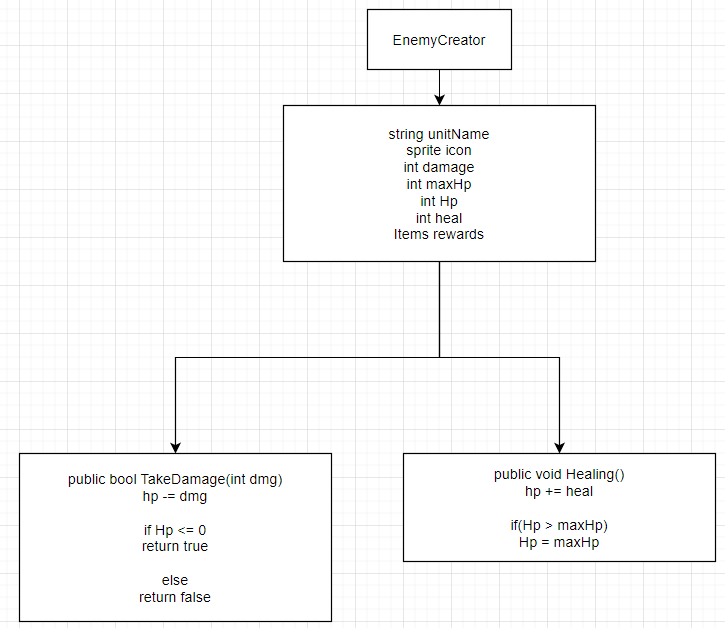 EnemyCreator
string unitName
sprite icon
int damage
int maxHp
int Hp
int heal
Items rewards
public bool TakeDamage(int dmg)
hp -= dmg
if Hp <= 0
return true
else
return false
public void Healing()
hp += heal
if(Hp > maxHp)
Hp = maxHp